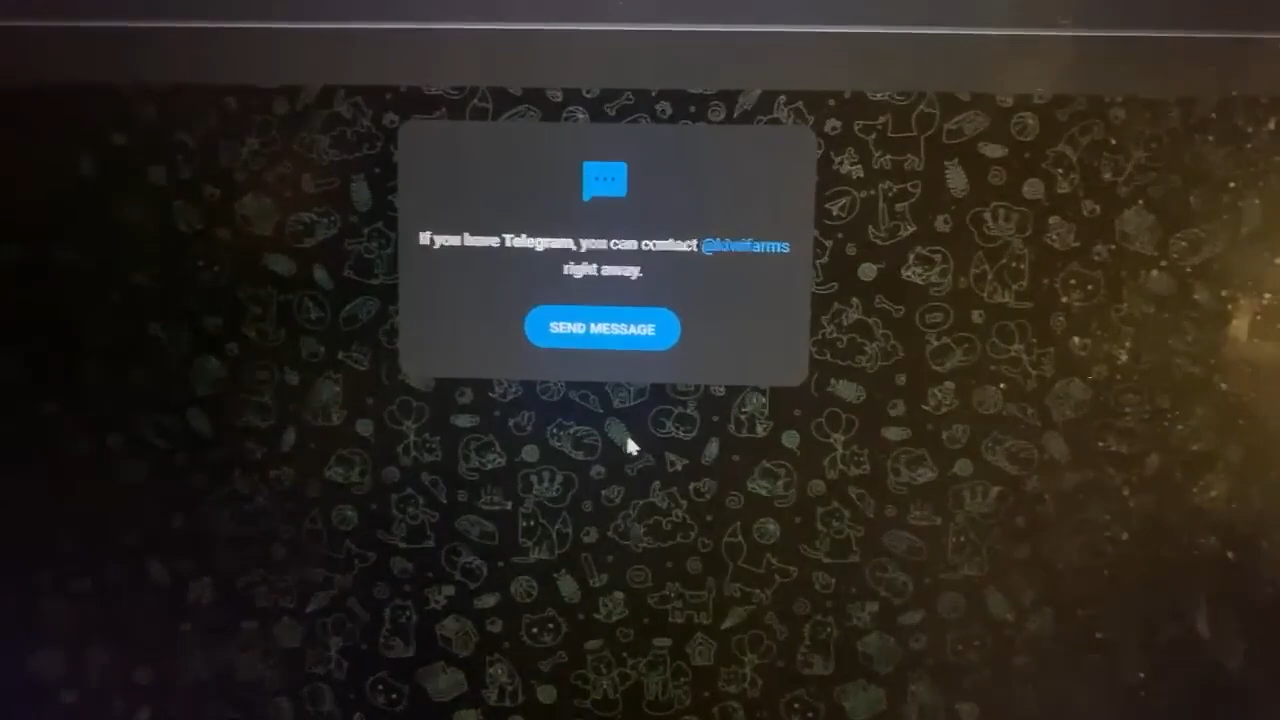 If you have Telegram, you can contact @kiwifarms
right away.
SEND MESSAGE